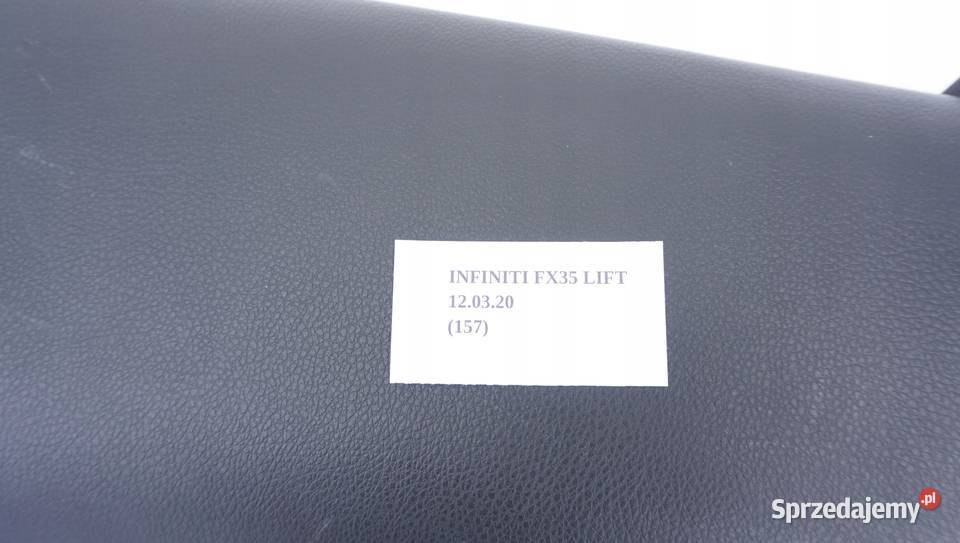 INFINITI FX35 LIFT
12.03.20
(157)
Sprzedajemy.pl